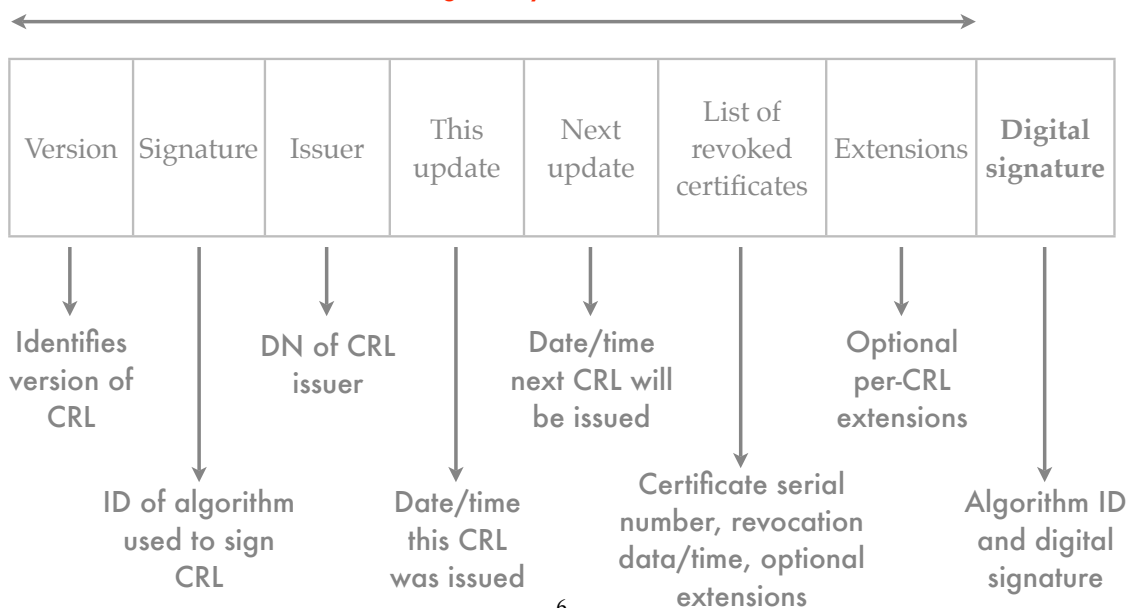 Version
Signature
Issuer
This
update
Next
update
List of
revoked
certificates
Extensions
Digital
signature
Identifies
version of
CRL
ID of algorithm
used to sign
CRL
DN of CRL
issuer
Date/time
this CRL
was issued
Date/time
next CRL will
be issued
Certificate serial
number, revocation
data/time, optional
extensions
Optional
per-CRL
extensions
Algorithm ID
and digital
signature